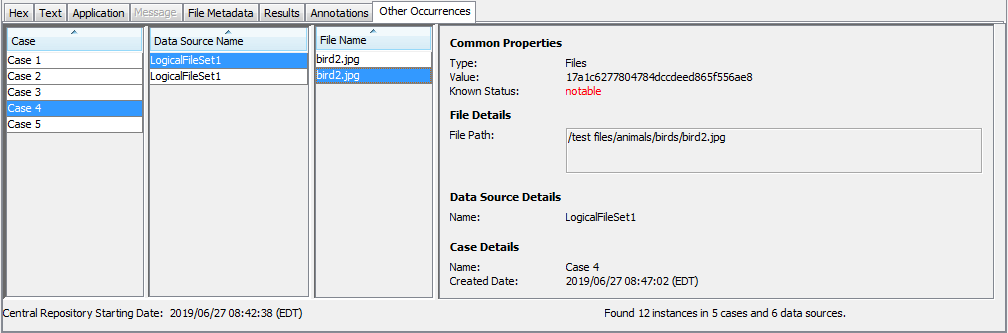 Hex Text Application Message File Metadata Results Annotations Other Occurrences
Case Data Source Name File Name
Case 1 LogicalFileSet1 bird2.jpg
Case 2 LogicalFileSet1 bird2.jpg
Case 3
Case 4
Case 5
Common Properties
Type: Files
Value: 17a1c6277804784dccdeed865f556ae8
Known Status: notable
File Details
File Path: /test files/animals/birds/bird2.jpg
Data Source Details
Name: LogicalFileSet1
Case Details
Name: Case 4
Created Date: 2019/06/27 08:47:02 (EDT)
Central Repository Starting Date: 2019/06/27 08:42:38 (EDT) Found 12 instances in 5 cases and 6 data sources.